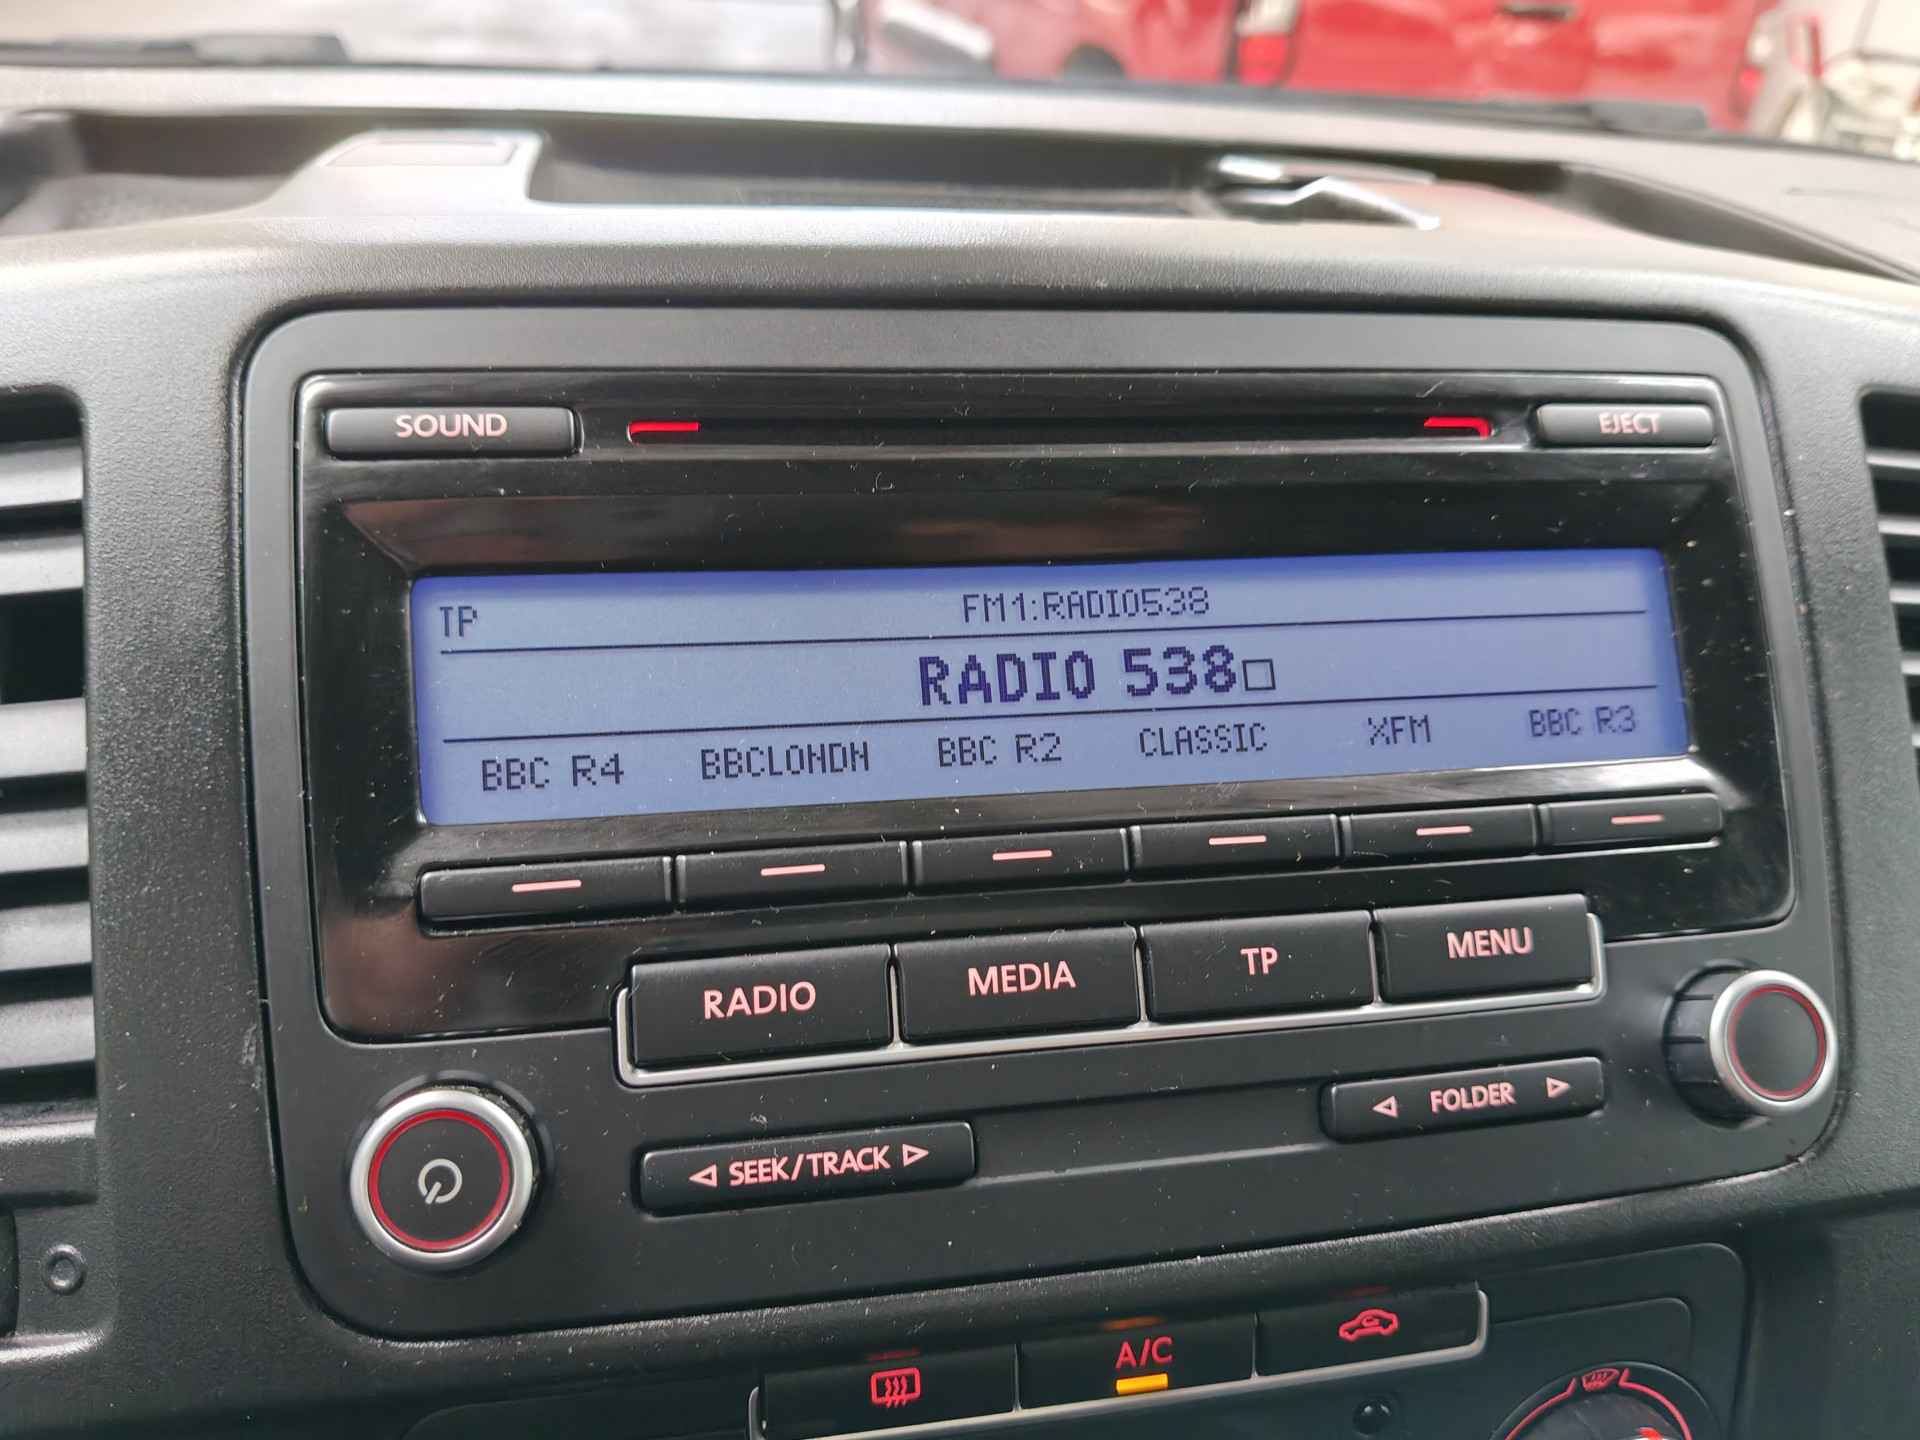 SOUND EJECT
TP FM1:RADIO538
RADIO 538
BBC R4 BBCLONDN BBC R2 CLASSIC XFM BBC R3
RADIO MEDIA TP MENU
SEEK/TRACK FOLDER
A/C